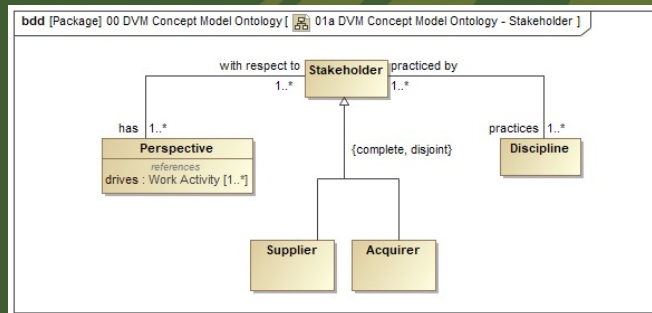 bdd [Package] 00 DVM Concept Model Ontology [ 01a DVM Concept Model Ontology - Stakeholder ]
with respect to
Stakeholder
practiced by
1..*
1..*
has
1..*
practices
1..*
Perspective
references
drives : Work Activity [1..*]
{complete, disjoint}
Discipline
Supplier
Acquirer